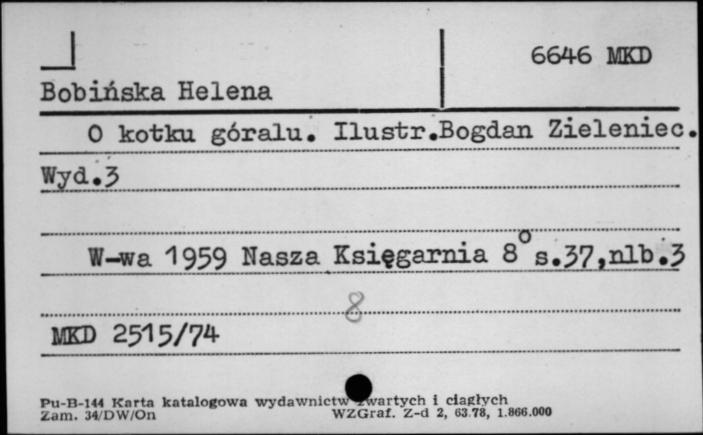 6646 MKD
Bobińska Helena
O kotku góralu. Ilustr.Bogdan Zieleniec.
Wyd.3
W-wa 1959 Nasza Księgarnia 8° s.37,nlb.3
8
MKD 2515/74
Pu-B-144 Karta katalogowa wydawnictw zwartych i ciągłych
Zam. 34/DW/On WZGraf. Z-d 2, 63.78, 1.866.000